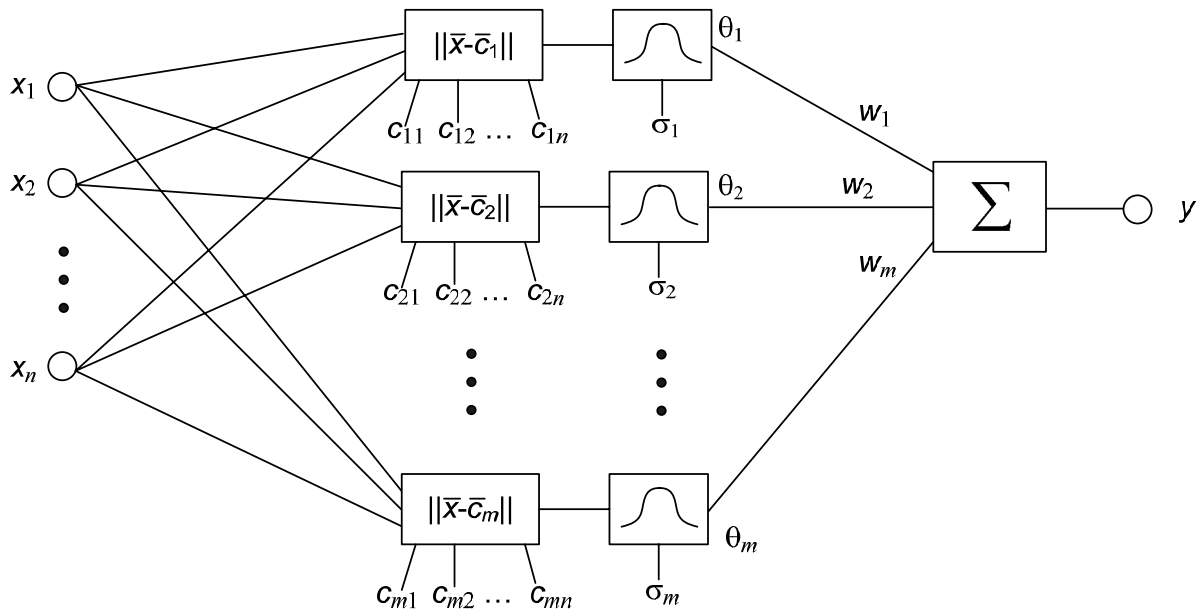 x₁
x₂
xₙ
||x̅-c̅₁||
c₁₁ c₁₂ … c₁ₙ
σ₁
θ₁
w₁
||x̅-c̅₂||
c₂₁ c₂₂ … c₂ₙ
σ₂
θ₂
w₂
||x̅-c̅ₘ||
cₘ₁ cₘ₂ … cₘₙ
σₘ
θₘ
wₘ
Σ
y